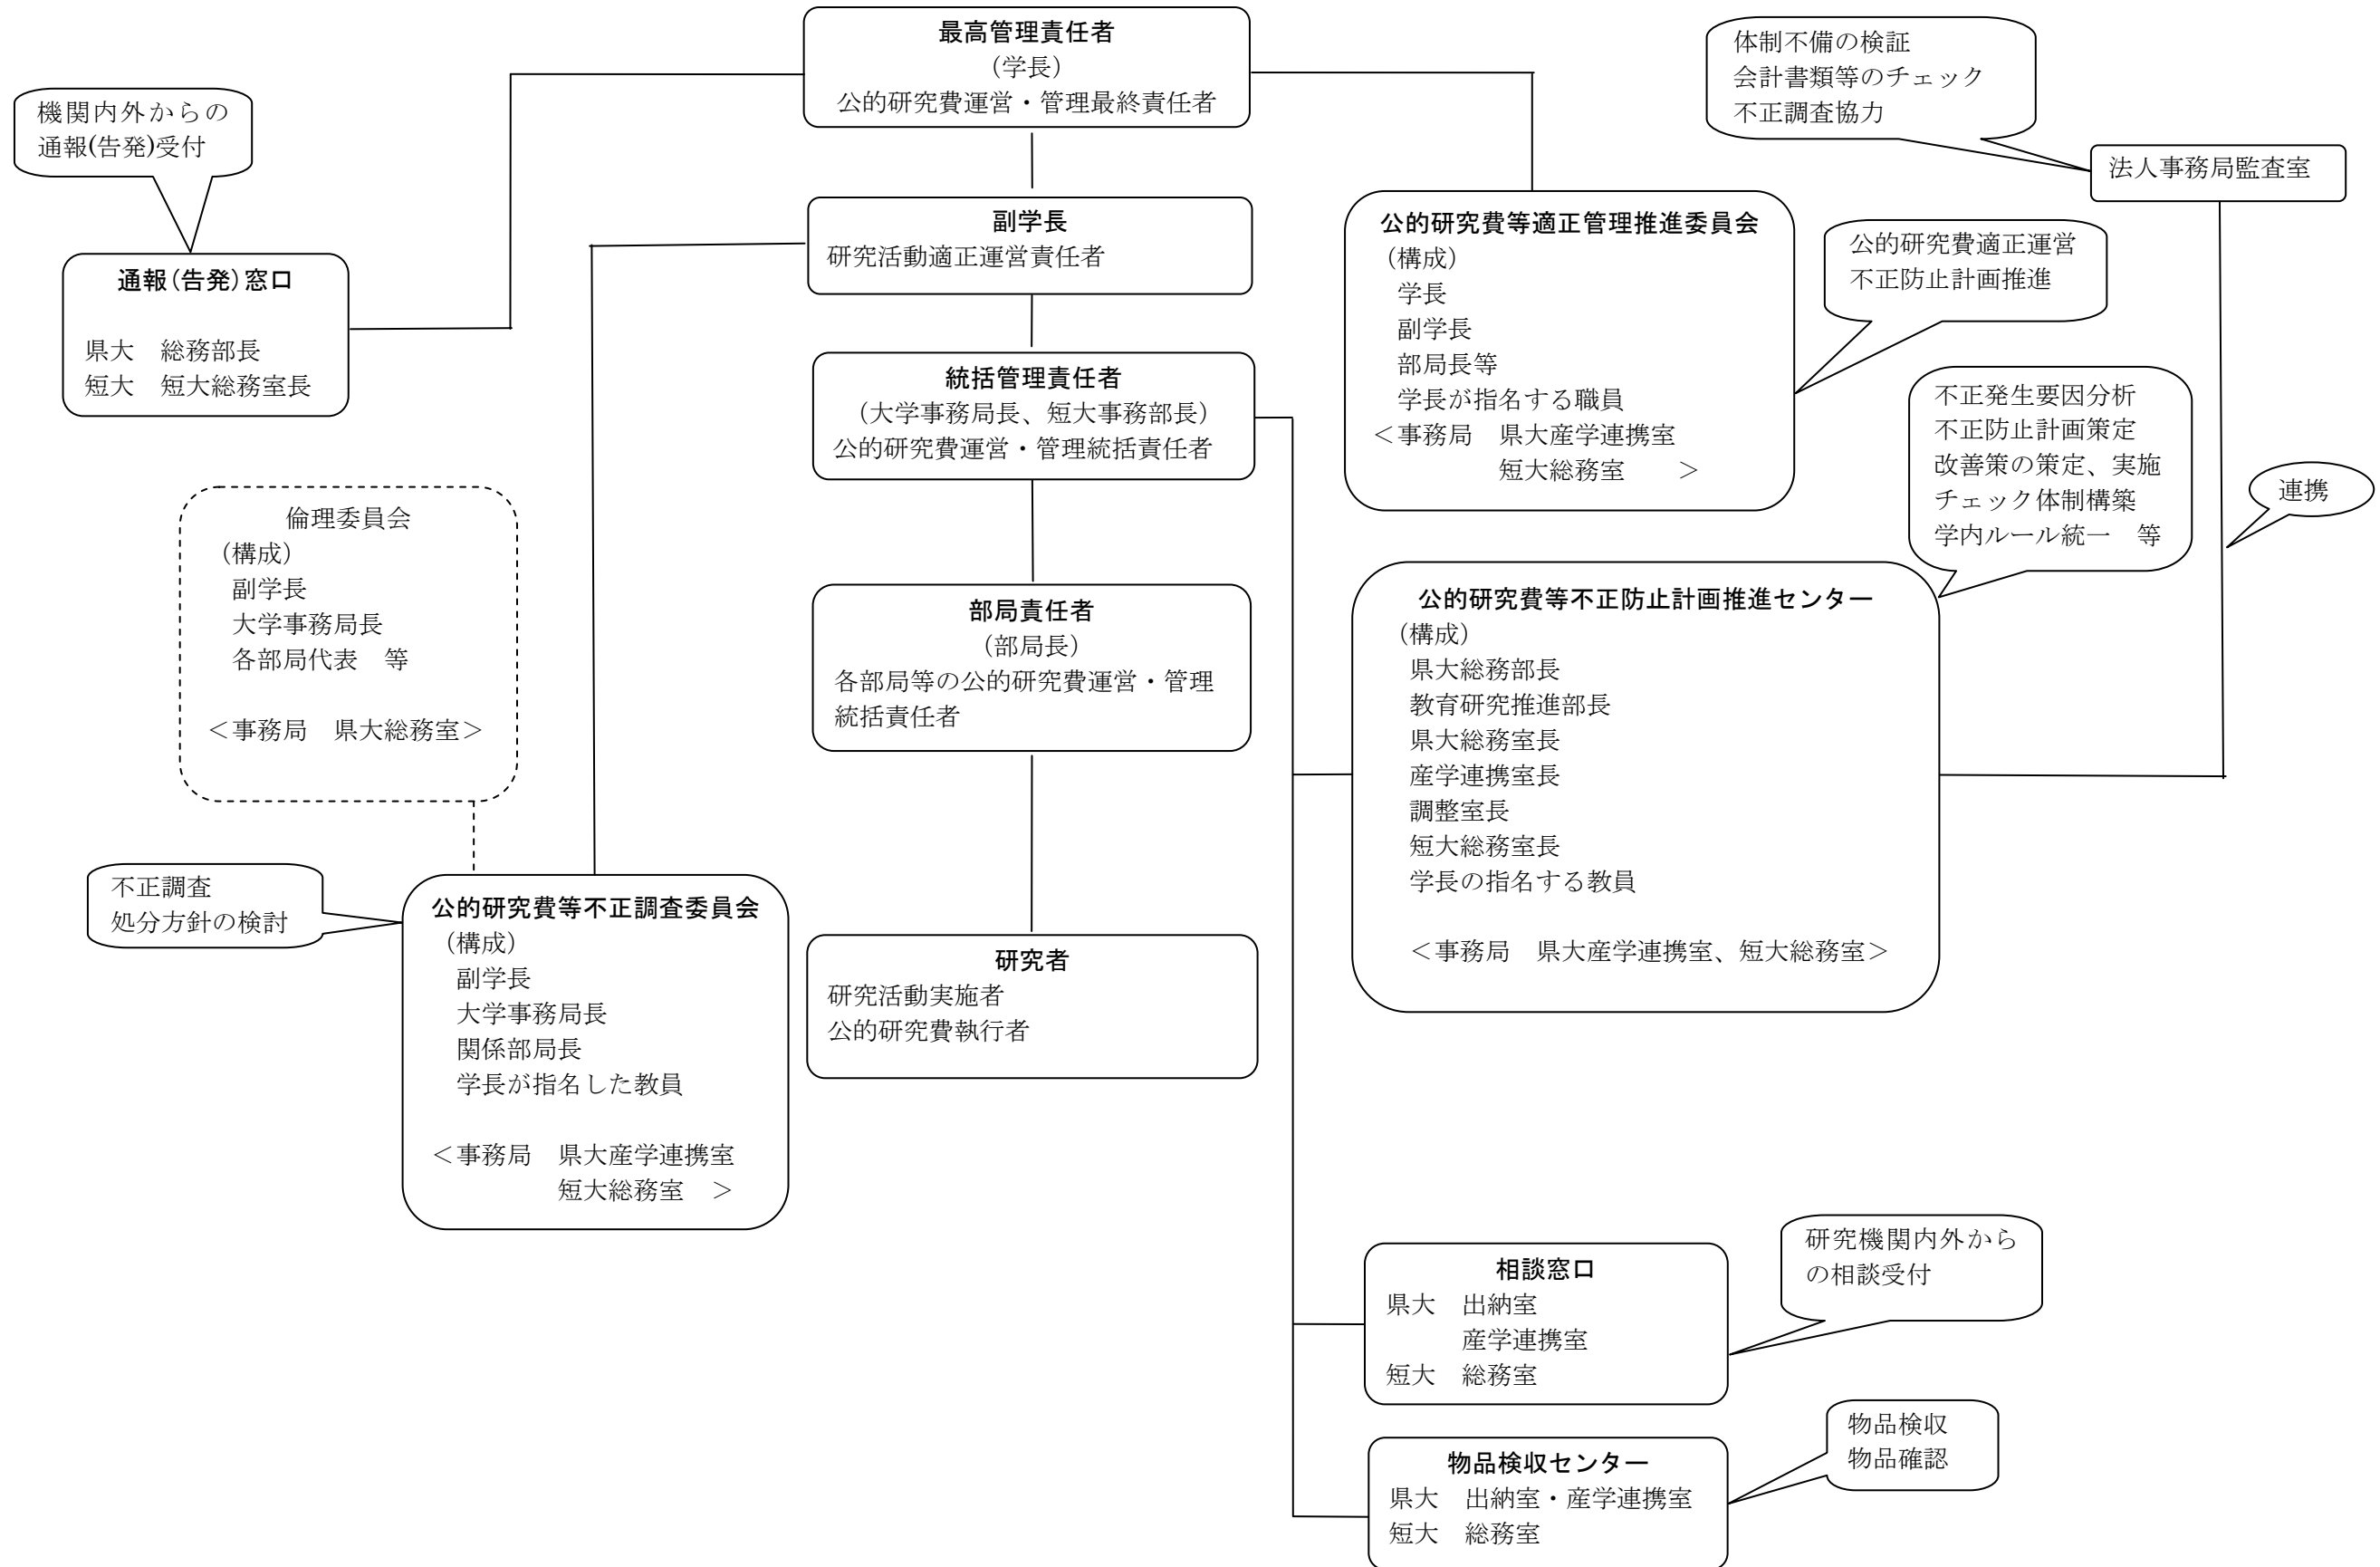 最高管理責任者
（学長）
公的研究費運営・管理最終責任者
体制不備の検証
会計書類等のチェック
不正調査協力
機関内外からの
通報(告発)受付
法人事務局監査室
副学長
研究活動適正運営責任者
公的研究費等適正管理推進委員会
（構成）
学長
副学長
部局長等
学長が指名する職員
＜事務局　県大産学連携室
短大総務室　　＞
公的研究費適正運営
不正防止計画推進
通報（告発）窓口
県大　総務部長
短大　短大総務室長
統括管理責任者
（大学事務局長、短大事務部長）
公的研究費運営・管理統括責任者
不正発生要因分析
不正防止計画策定
改善策の策定、実施
チェック体制構築
学内ルール統一　等
連携
倫理委員会
（構成）
副学長
大学事務局長
各部局代表　等
＜事務局　県大総務室＞
部局責任者
（部局長）
各部局等の公的研究費運営・管理
統括責任者
公的研究費等不正防止計画推進センター
（構成）
県大総務部長
教育研究推進部長
県大総務室長
産学連携室長
調整室長
短大総務室長
学長の指名する教員
＜事務局　県大産学連携室、短大総務室＞
不正調査
処分方針の検討
公的研究費等不正調査委員会
（構成）
副学長
大学事務局長
関係部局長
学長が指名した教員
＜事務局　県大産学連携室
短大総務室　＞
研究者
研究活動実施者
公的研究費執行者
相談窓口
県大　出納室
産学連携室
短大　総務室
研究機関内外から
の相談受付
物品検収センター
県大　出納室・産学連携室
短大　総務室
物品検収
物品確認